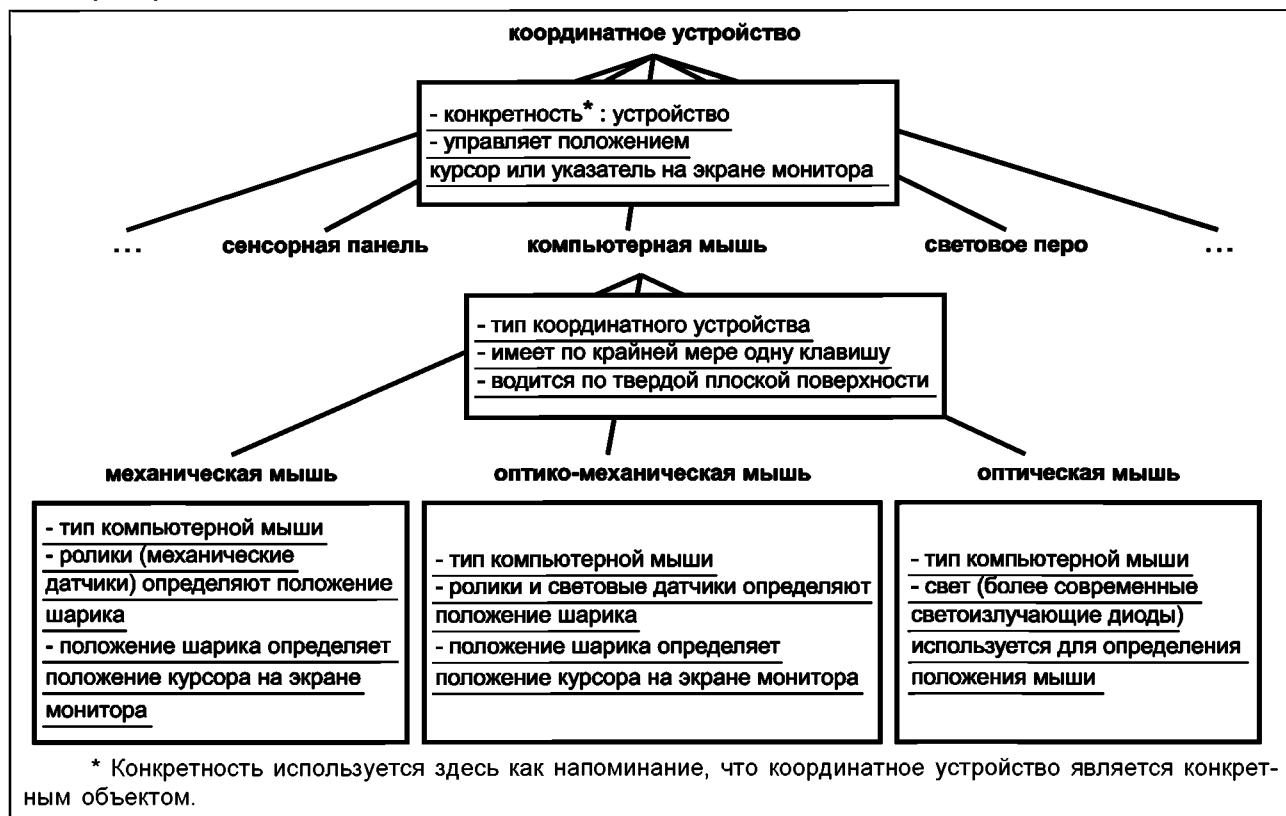 координатное устройство
- конкретность* : устройство
- управляет положением
курсор или указатель на экране монитора
... сенсорная панель компьютерная мышь световое перо ...
- тип координатного устройства
- имеет по крайней мере одну клавишу
- водится по твердой плоской поверхности
механическая мышь оптико-механическая мышь оптическая мышь
- тип компьютерной мыши
- ролики (механические
датчики) определяют положение
шарика
- положение шарика определяет
положение курсора на экране
монитора
- тип компьютерной мыши
- ролики и световые датчики определяют
положение шарика
- положение шарика определяет
положение курсора на экране монитора
- тип компьютерной мыши
- свет (более современные
светоизлучающие диоды)
используется для определения
положения мыши
* Конкретность используется здесь как напоминание, что координатное устройство является конкрет-
ным объектом.